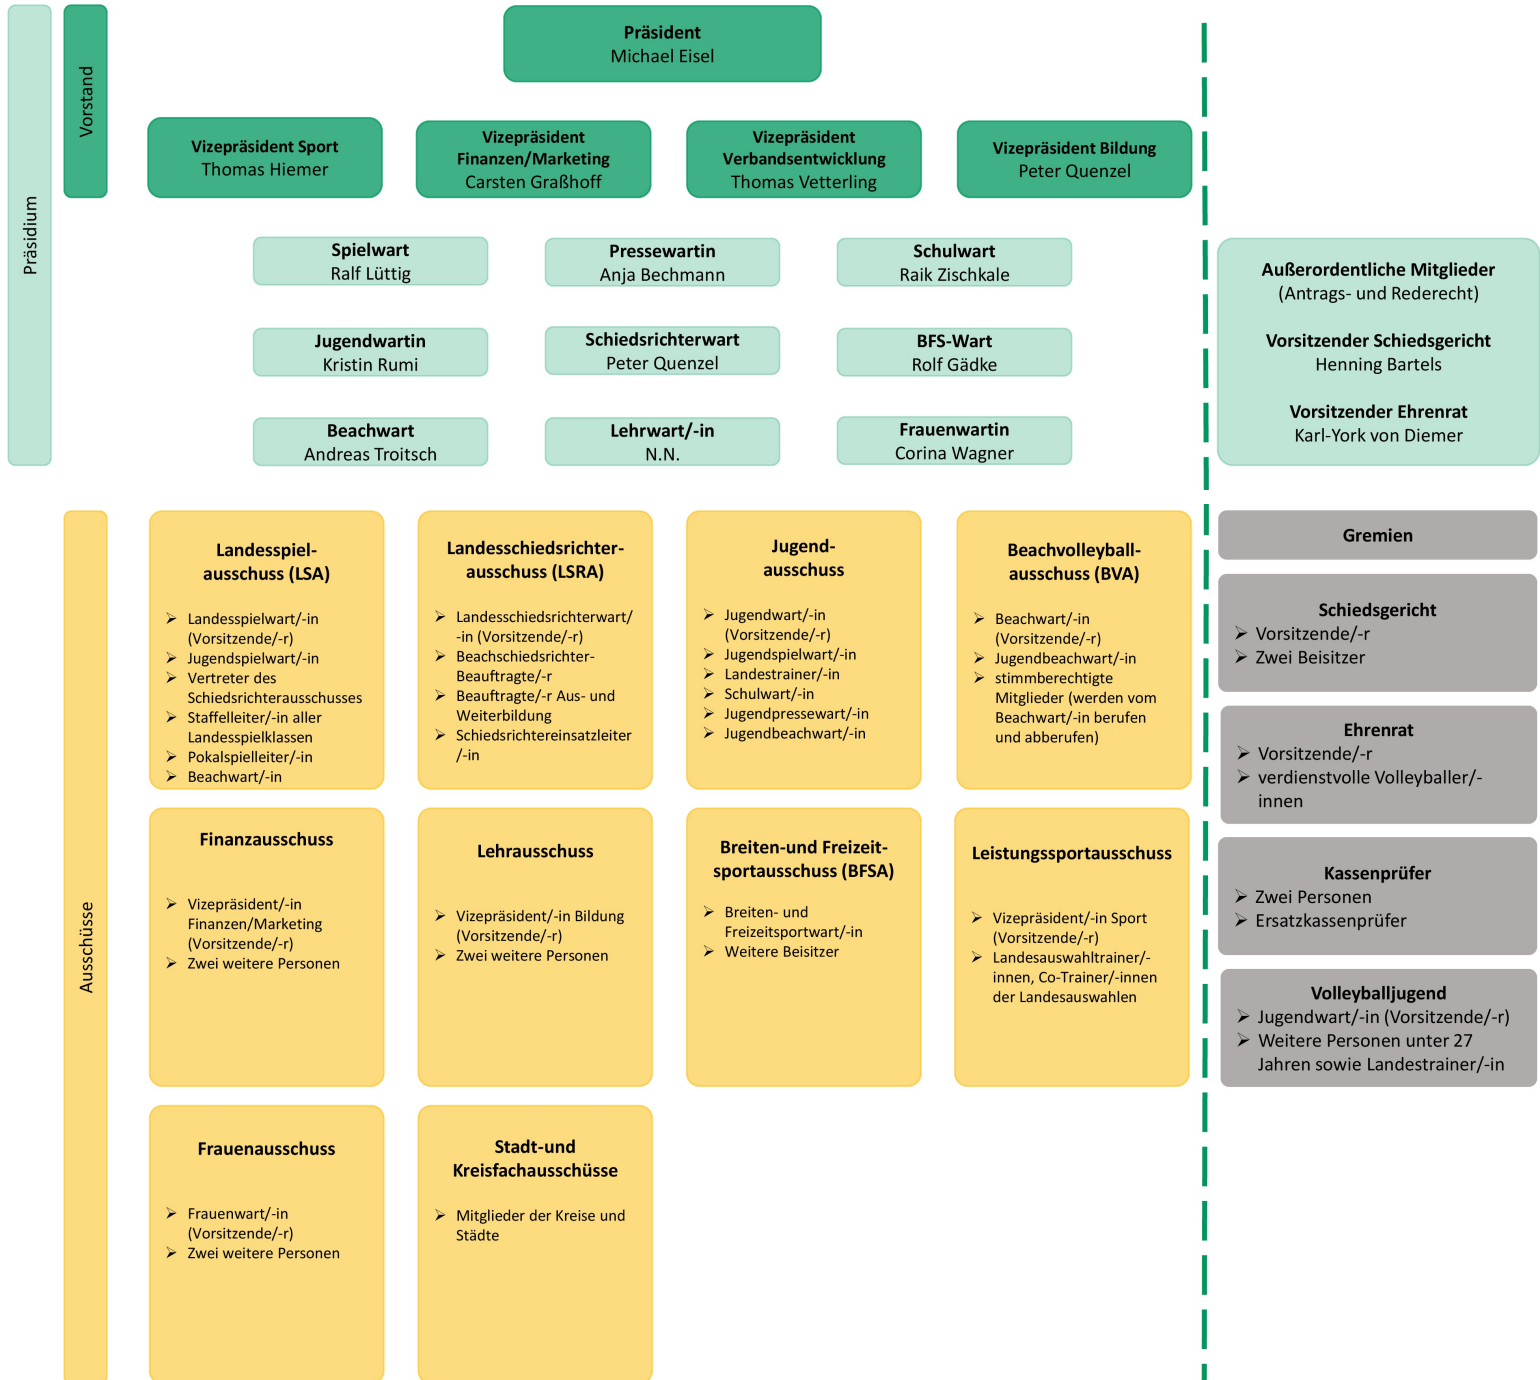 Präsidium
Vorstand
Präsident
Michael Eisel
Vizepräsident Sport
Thomas Hiemer
Vizepräsident
Finanzen/Marketing
Carsten Graßhoff
Vizepräsident
Verbandsentwicklung
Thomas Vetterling
Vizepräsident Bildung
Peter Quenzel
Spielwart
Ralf Lüttig
Pressewartin
Anja Bechmann
Schulwart
Raik Zischkale
Jugendwartin
Kristin Rumi
Schiedsrichterwart
Peter Quenzel
BFS-Wart
Rolf Gädke
Beachwart
Andreas Troitsch
Lehrwart/-in
N.N.
Frauenwartin
Corina Wagner
Außerordentliche Mitglieder
(Antrags- und Rederecht)
Vorsitzender Schiedsgericht
Henning Bartels
Vorsitzender Ehrenrat
Karl-York von Diemer
Ausschüsse
Landesspiel-
ausschuss (LSA)
➢ Landesspielwart/-in
(Vorsitzende/-r)
➢ Jugendspielwart/-in
➢ Vertreter des
Schiedsrichterausschusses
➢ Staffelleiter/-in aller
Landesspielklassen
➢ Pokalspielleiter/-in
➢ Beachwart/-in
Landesschiedsrichter-
ausschuss (LSRA)
➢ Landesschiedsrichterwart/
-in (Vorsitzende/-r)
➢ Beachschiedsrichter-
Beauftragte/-r
➢ Beauftragte/-r Aus- und
Weiterbildung
➢ Schiedsrichtereinsatzleiter
/-in
Jugend-
ausschuss
➢ Jugendwart/-in
(Vorsitzende/-r)
➢ Jugendspielwart/-in
➢ Landestrainer/-in
➢ Schulwart/-in
➢ Jugendpressewart/-in
➢ Jugendbeachwart/-in
Beachvolleyball-
ausschuss (BVA)
➢ Beachwart/-in
(Vorsitzende/-r)
➢ Jugendbeachwart/-in
➢ stimmberechtigte
Mitglieder (werden vom
Beachwart/-in berufen
und abberufen)
Finanzausschuss
➢ Vizepräsident/-in
Finanzen/Marketing
(Vorsitzende/-r)
➢ Zwei weitere Personen
Lehrausschuss
➢ Vizepräsident/-in Bildung
(Vorsitzende/-r)
➢ Zwei weitere Personen
Breiten-und Freizeit-
sportausschuss (BFSA)
➢ Breiten- und
Freizeitsportwart/-in
➢ Weitere Beisitzer
Leistungssportausschuss
➢ Vizepräsident/-in Sport
(Vorsitzende/-r)
➢ Landesauswahltrainer/-
innen, Co-Trainer/-innen
der Landesauswahlen
Frauenausschuss
➢ Frauenwart/-in
(Vorsitzende/-r)
➢ Zwei weitere Personen
Stadt-und
Kreisfachausschüsse
➢ Mitglieder der Kreise und
Städte
Gremien
Schiedsgericht
➢ Vorsitzende/-r
➢ Zwei Beisitzer
Ehrenrat
➢ Vorsitzende/-r
➢ verdienstvolle Volleyballer/-
innen
Kassenprüfer
➢ Zwei Personen
➢ Ersatzkassenprüfer
Volleyballjugend
➢ Jugendwart/-in (Vorsitzende/-r)
➢ Weitere Personen unter 27
Jahren sowie Landestrainer/-in